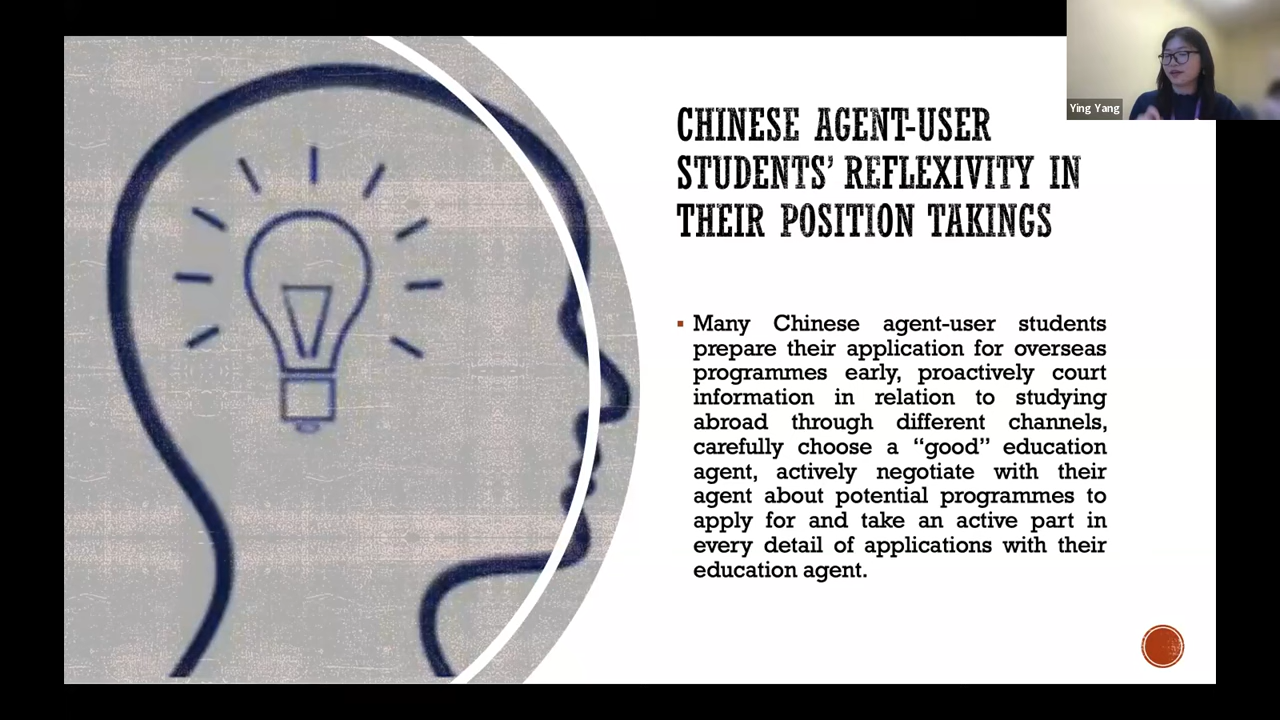 Ying Yang
CHINESE AGENT-USER
STUDENTS’ REFLEXIVITY IN
THEIR POSITION TAKINGS
▪ Many Chinese agent-user students
prepare their application for overseas
programmes early, proactively court
information in relation to studying
abroad through different channels,
carefully choose a “good” education
agent, actively negotiate with their
agent about potential programmes to
apply for and take an active part in
every detail of applications with their
education agent.